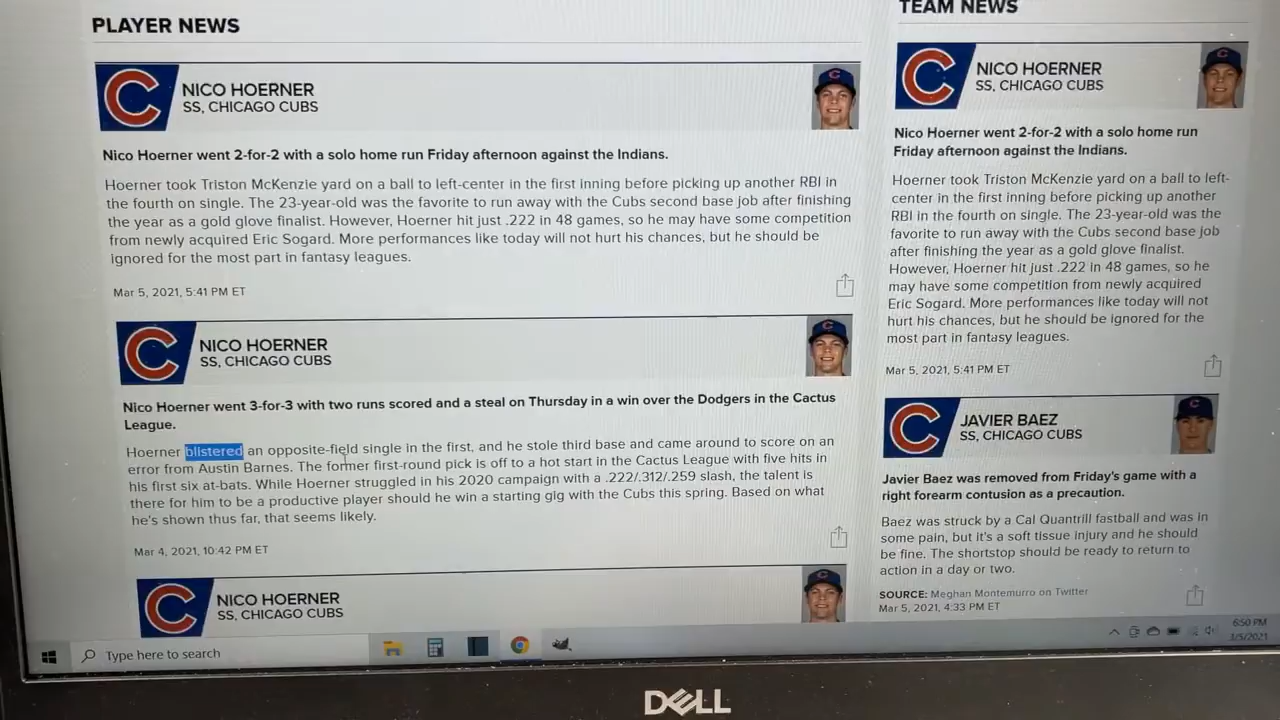 PLAYER NEWS
NICO HOERNER
SS, CHICAGO CUBS
Nico Hoerner went 2-for-2 with a solo home run Friday afternoon against the Indians.
Hoerner took Triston McKenzie yard on a ball to left-center in the first inning before picking up another RBI in
the fourth on single. The 23-year-old was the favorite to run away with the Cubs second base job after finishing
the year as a gold glove finalist. However, Hoerner hit just .222 in 48 games, so he may have some competition
from newly acquired Eric Sogard. More performances like today will not hurt his chances, but he should be
ignored for the most part in fantasy leagues.
Mar 5, 2021, 5:41 PM ET
NICO HOERNER
SS, CHICAGO CUBS
Nico Hoerner went 3-for-3 with two runs scored and a steal on Thursday in a win over the Dodgers in the Cactus
League.
Hoerner blistered an opposite-field single in the first, and he stole third base and came around to score on an
error from Austin Barnes. The former first-round pick is off to a hot start in the Cactus League with five hits in
his first six at-bats. While Hoerner struggled in his 2020 campaign with a .222/.312/.259 slash, the talent is
there for him to be a productive player should he win a starting gig with the Cubs this spring. Based on what
he's shown thus far, that seems likely.
Mar 4, 2021, 10:42 PM ET
NICO HOERNER
SS, CHICAGO CUBS
TEAM NEWS
NICO HOERNER
SS, CHICAGO CUBS
Nico Hoerner went 2-for-2 with a solo home run
Friday afternoon against the Indians.
Hoerner took Triston McKenzie yard on a ball to left-
center in the first inning before picking up another
RBI in the fourth on single. The 23-year-old was the
favorite to run away with the Cubs second base job
after finishing the year as a gold glove finalist.
However, Hoerner hit just .222 in 48 games, so he
may have some competition from newly acquired
Eric Sogard. More performances like today will not
hurt his chances, but he should be ignored for the
most part in fantasy leagues.
Mar 5, 2021, 5:41 PM ET
JAVIER BAEZ
SS, CHICAGO CUBS
Javier Baez was removed from Friday's game with a
right forearm contusion as a precaution.
Baez was struck by a Cal Quantrill fastball and was in
some pain, but it's a soft tissue injury and he should
be fine. The shortstop should be ready to return to
action in a day or two.
SOURCE: Meghan Montemurro on Twitter
Mar 5, 2021, 4:33 PM ET
Type here to search
6:50 PM
3/5/2021
DELL